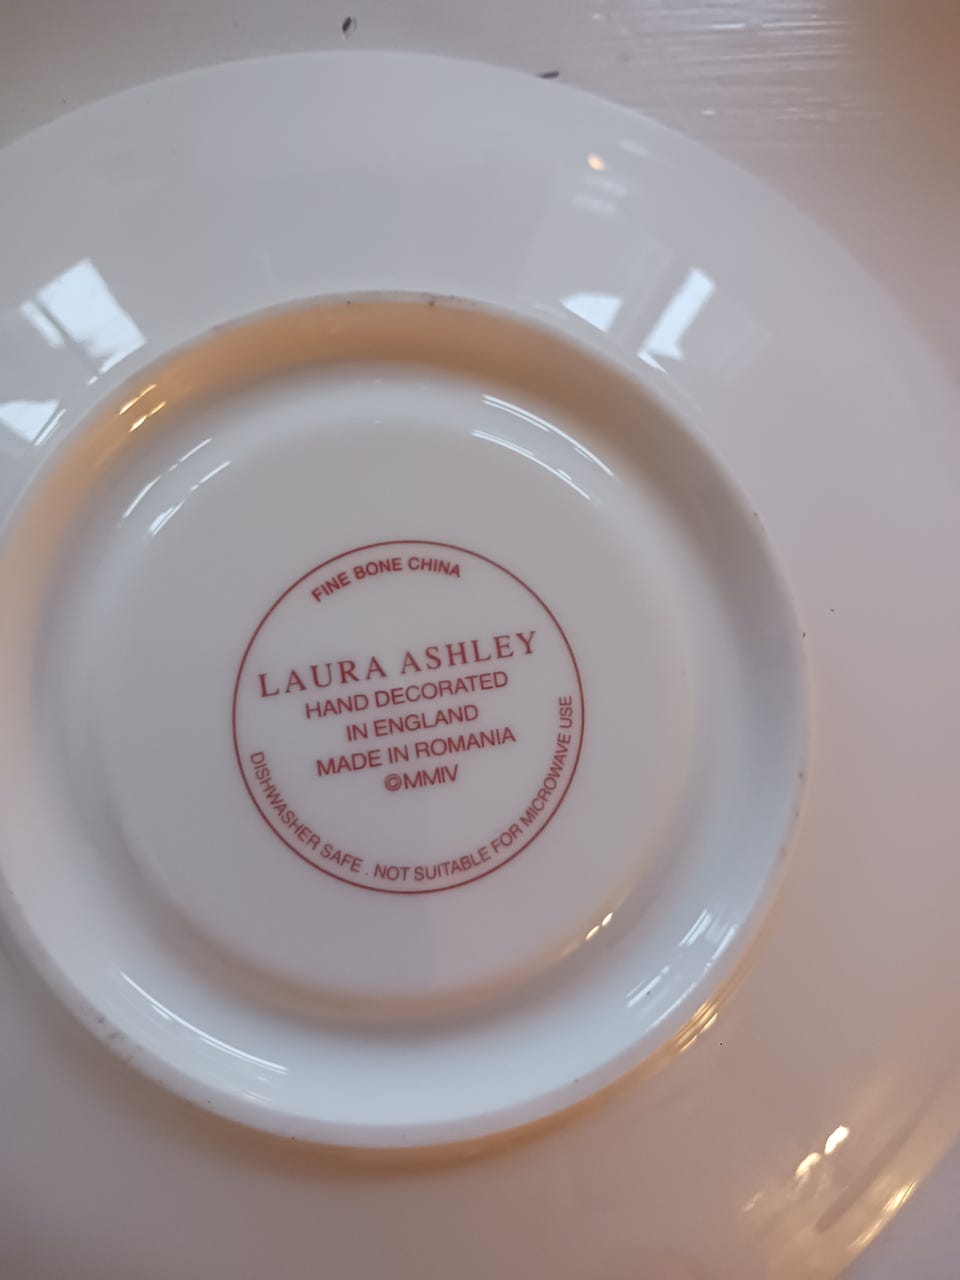 FINE BONE CHINA
LAURA ASHLEY
HAND DECORATED
IN ENGLAND
MADE IN ROMANIA
©MMIV
DISHWASHER SAFE . NOT SUITABLE FOR MICROWAVE USE